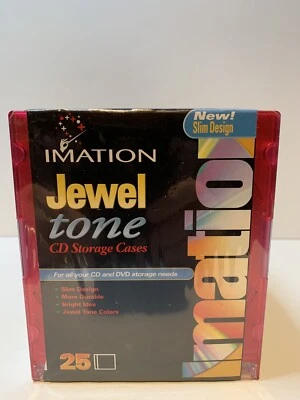 New!
Slim Design
IMATION
Jewel
tone
CD Storage Cases
For all your CD and DVD storage needs
• Slim Design
• More Durable
• Bright Idea
• Jewel Tone Colors
25
Imation